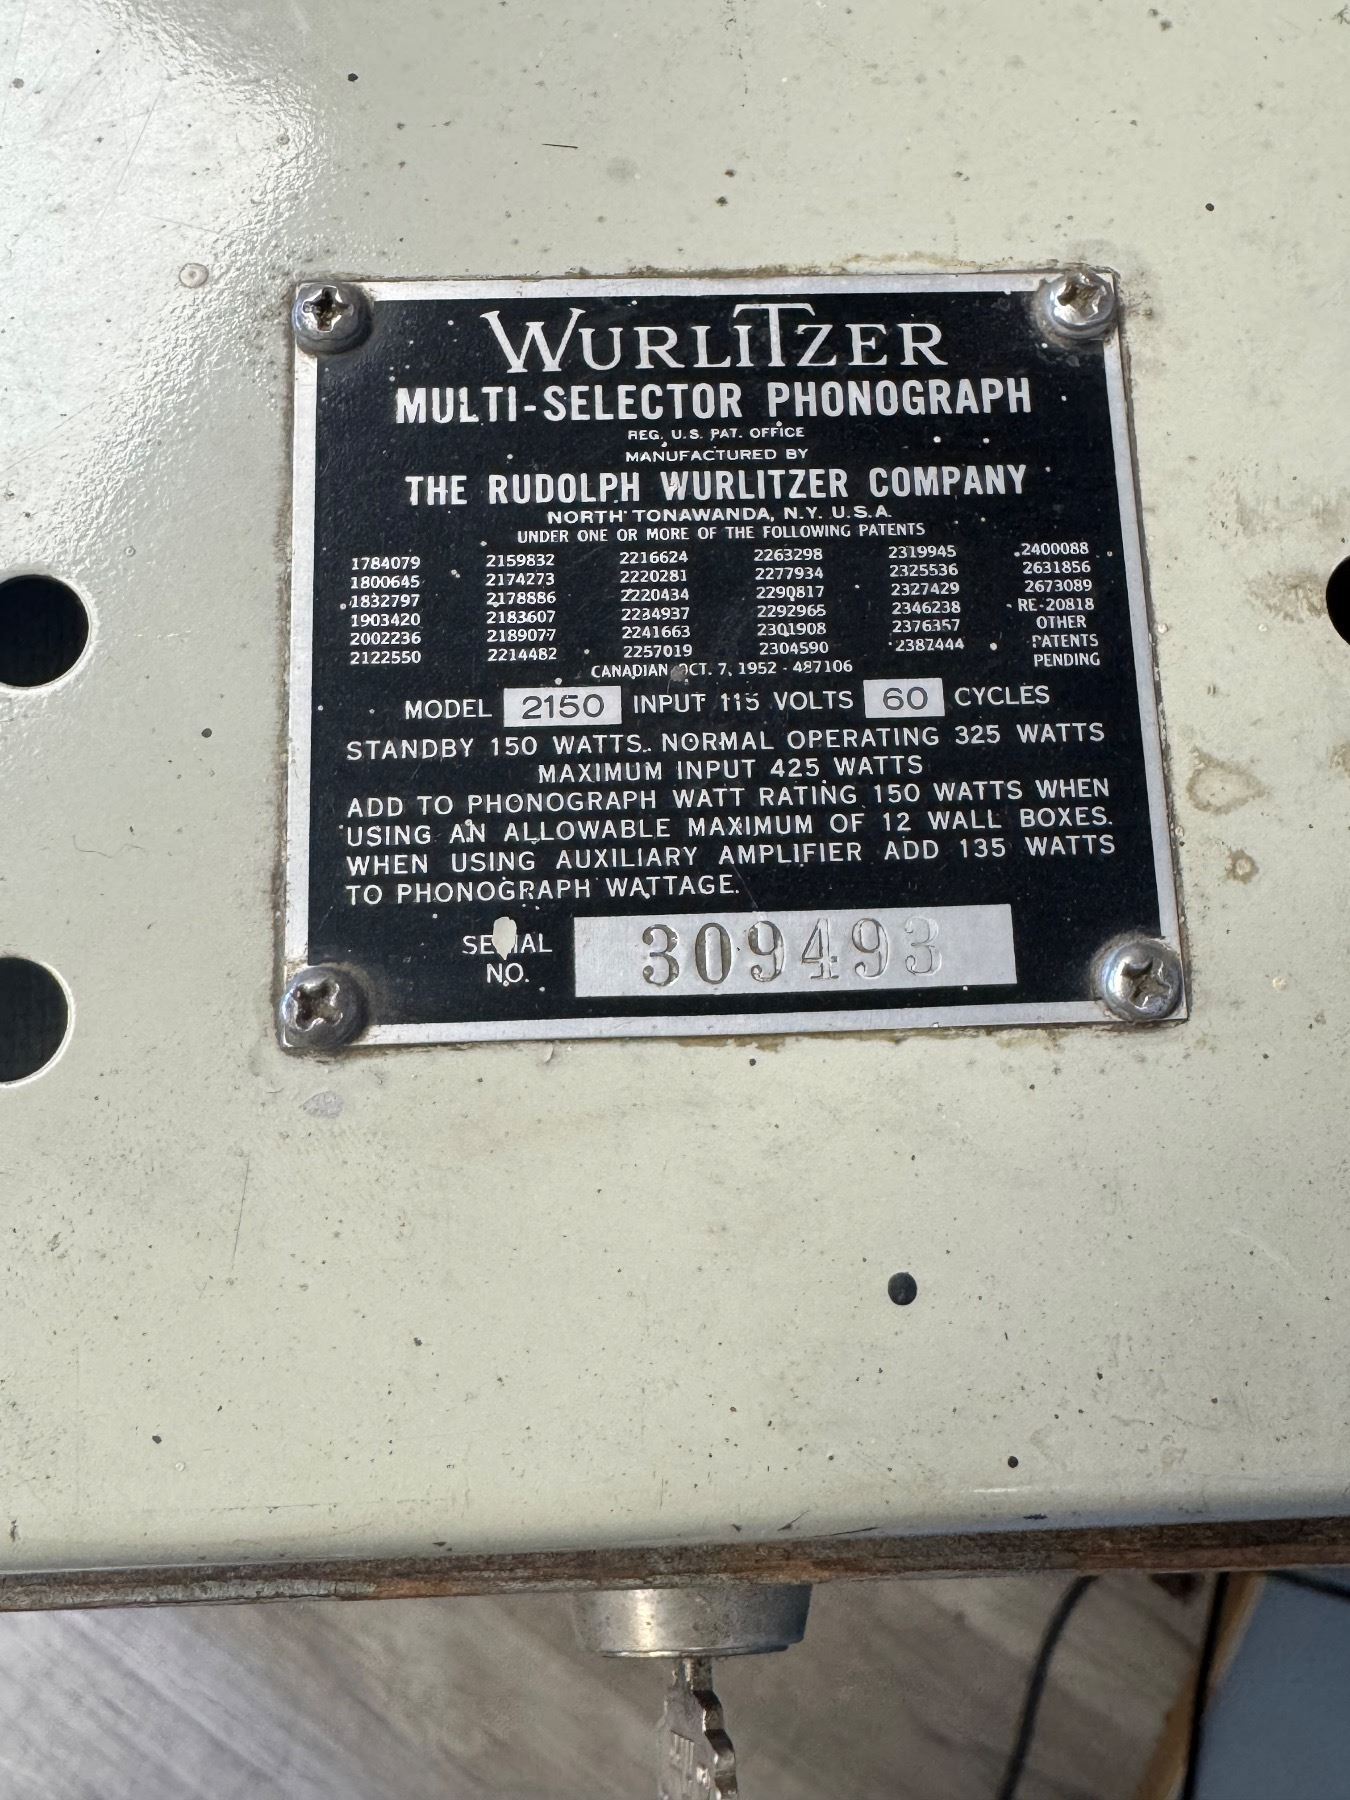 WURLITZER
MULTI-SELECTOR PHONOGRAPH
REG. U.S. PAT. OFFICE
MANUFACTURED BY
THE RUDOLPH WURLITZER COMPANY
NORTH TONAWANDA, N.Y. U.S.A.
UNDER ONE OR MORE OF THE FOLLOWING PATENTS
1784079 2159832 2216624 2263298 2319945 2400088
1800645 2174273 2220281 2277934 2325536 2631856
1832797 2178886 2220434 2290817 2327429 2673089
1903420 2183607 2234937 2292965 2346238 RE-20818
2002236 2189077 2241663 2301908 2376357 OTHER
2122550 2214482 2257019 2304590 2387444 PATENTS
PENDING
CANADIAN OCT. 7, 1952 - 487106
MODEL 2150 INPUT 115 VOLTS 60 CYCLES
STANDBY 150 WATTS. NORMAL OPERATING 325 WATTS
MAXIMUM INPUT 425 WATTS
ADD TO PHONOGRAPH WATT RATING 150 WATTS WHEN
USING AN ALLOWABLE MAXIMUM OF 12 WALL BOXES.
WHEN USING AUXILIARY AMPLIFIER ADD 135 WATTS
TO PHONOGRAPH WATTAGE.
SERIAL
NO. 309493